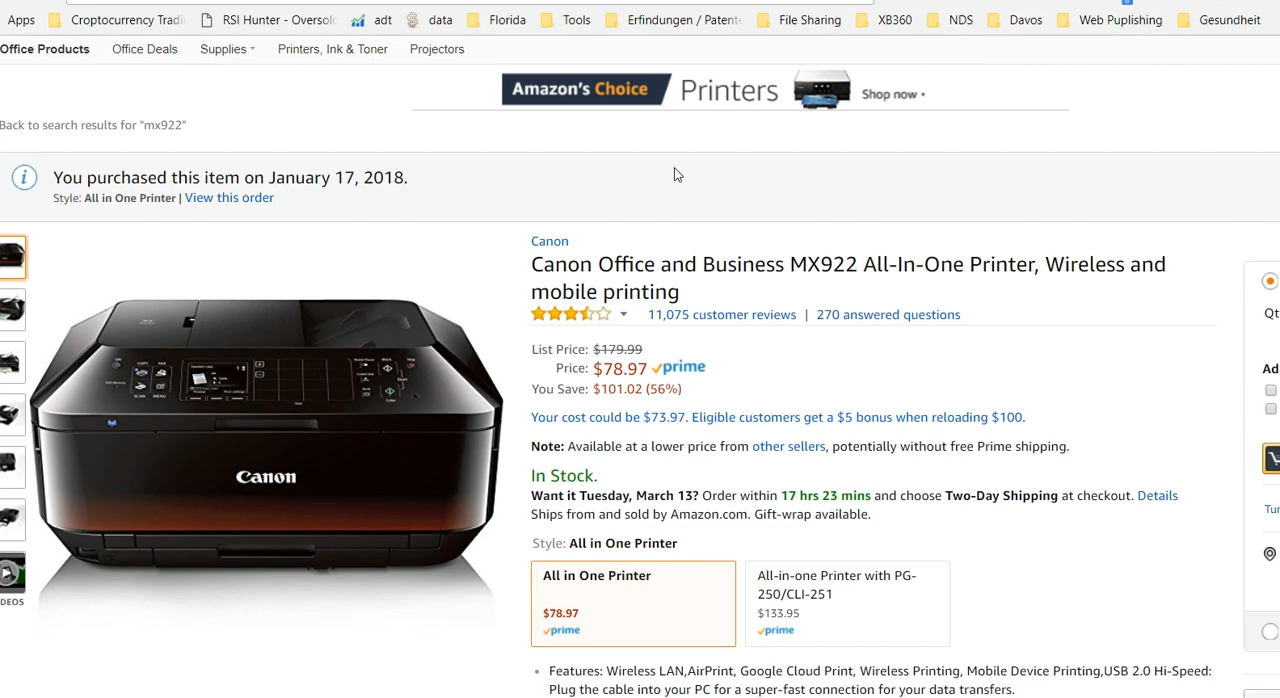 Apps Cryptocurrency Tradi RSI Hunter - Oversol adt data Florida Tools Erfindungen / Patent File Sharing XB360 NDS Davos Web Puplishing Gesundheit
Office Products Office Deals Supplies Printers, Ink & Toner Projectors
Amazon's Choice Printers Shop now
Back to search results for "mx922"
You purchased this item on January 17, 2018.
Style: All in One Printer | View this order
Canon
Canon Office and Business MX922 All-In-One Printer, Wireless and
mobile printing
11,075 customer reviews | 270 answered questions
List Price: $179.99
Price: $78.97 prime
You Save: $101.02 (56%)
Your cost could be $73.97. Eligible customers get a $5 bonus when reloading $100.
Note: Available at a lower price from other sellers, potentially without free Prime shipping.
In Stock.
Want it Tuesday, March 13? Order within 17 hrs 23 mins and choose Two-Day Shipping at checkout. Details
Ships from and sold by Amazon.com. Gift-wrap available.
Style: All in One Printer
All in One Printer
$78.97
prime
All-in-one Printer with PG-
250/CLI-251
$133.95
prime
Features: Wireless LAN,AirPrint, Google Cloud Print, Wireless Printing, Mobile Device Printing,USB 2.0 Hi-Speed:
Plug the cable into your PC for a super-fast connection for your data transfers.
Canon
COPY FAX
SCAN MENU
DEOS
Qt
Ad
Tur